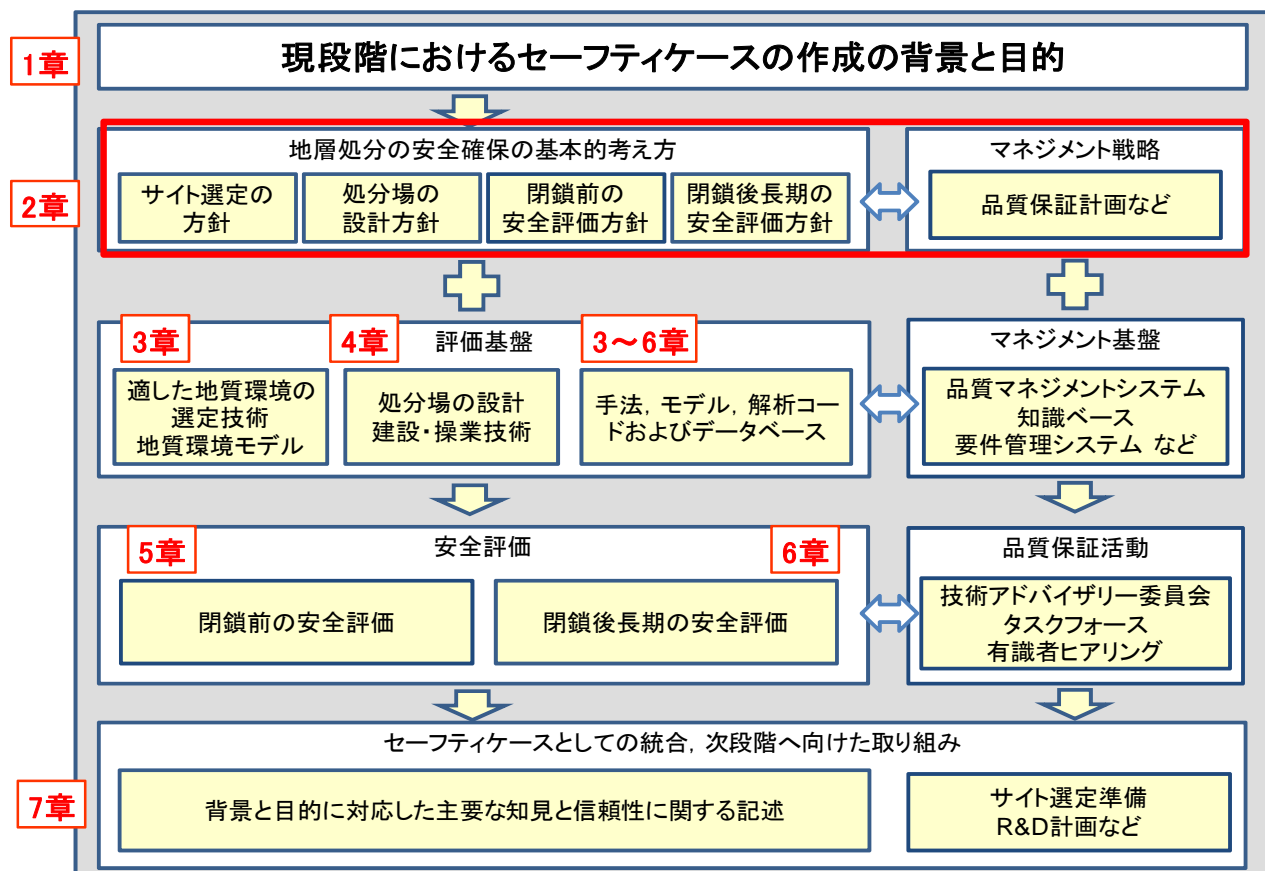 1章
現段階におけるセーフティケースの作成の背景と目的
2章
地層処分の安全確保の基本的考え方
サイト選定の
方針
処分場の
設計方針
閉鎖前の
安全評価方針
閉鎖後長期の
安全評価方針
マネジメント戦略
品質保証計画など
3章
4章
評価基盤
3～6章
適した地質環境の
選定技術
地質環境モデル
処分場の設計
建設・操業技術
手法，モデル，解析コー
ドおよびデータベース
マネジメント基盤
品質マネジメントシステム
知識ベース
要件管理システム など
5章
安全評価
6章
閉鎖前の安全評価
閉鎖後長期の安全評価
品質保証活動
技術アドバイザリー委員会
タスクフォース
有識者ヒアリング
7章
セーフティケースとしての統合，次段階へ向けた取り組み
背景と目的に対応した主要な知見と信頼性に関する記述
サイト選定準備
R&D計画など